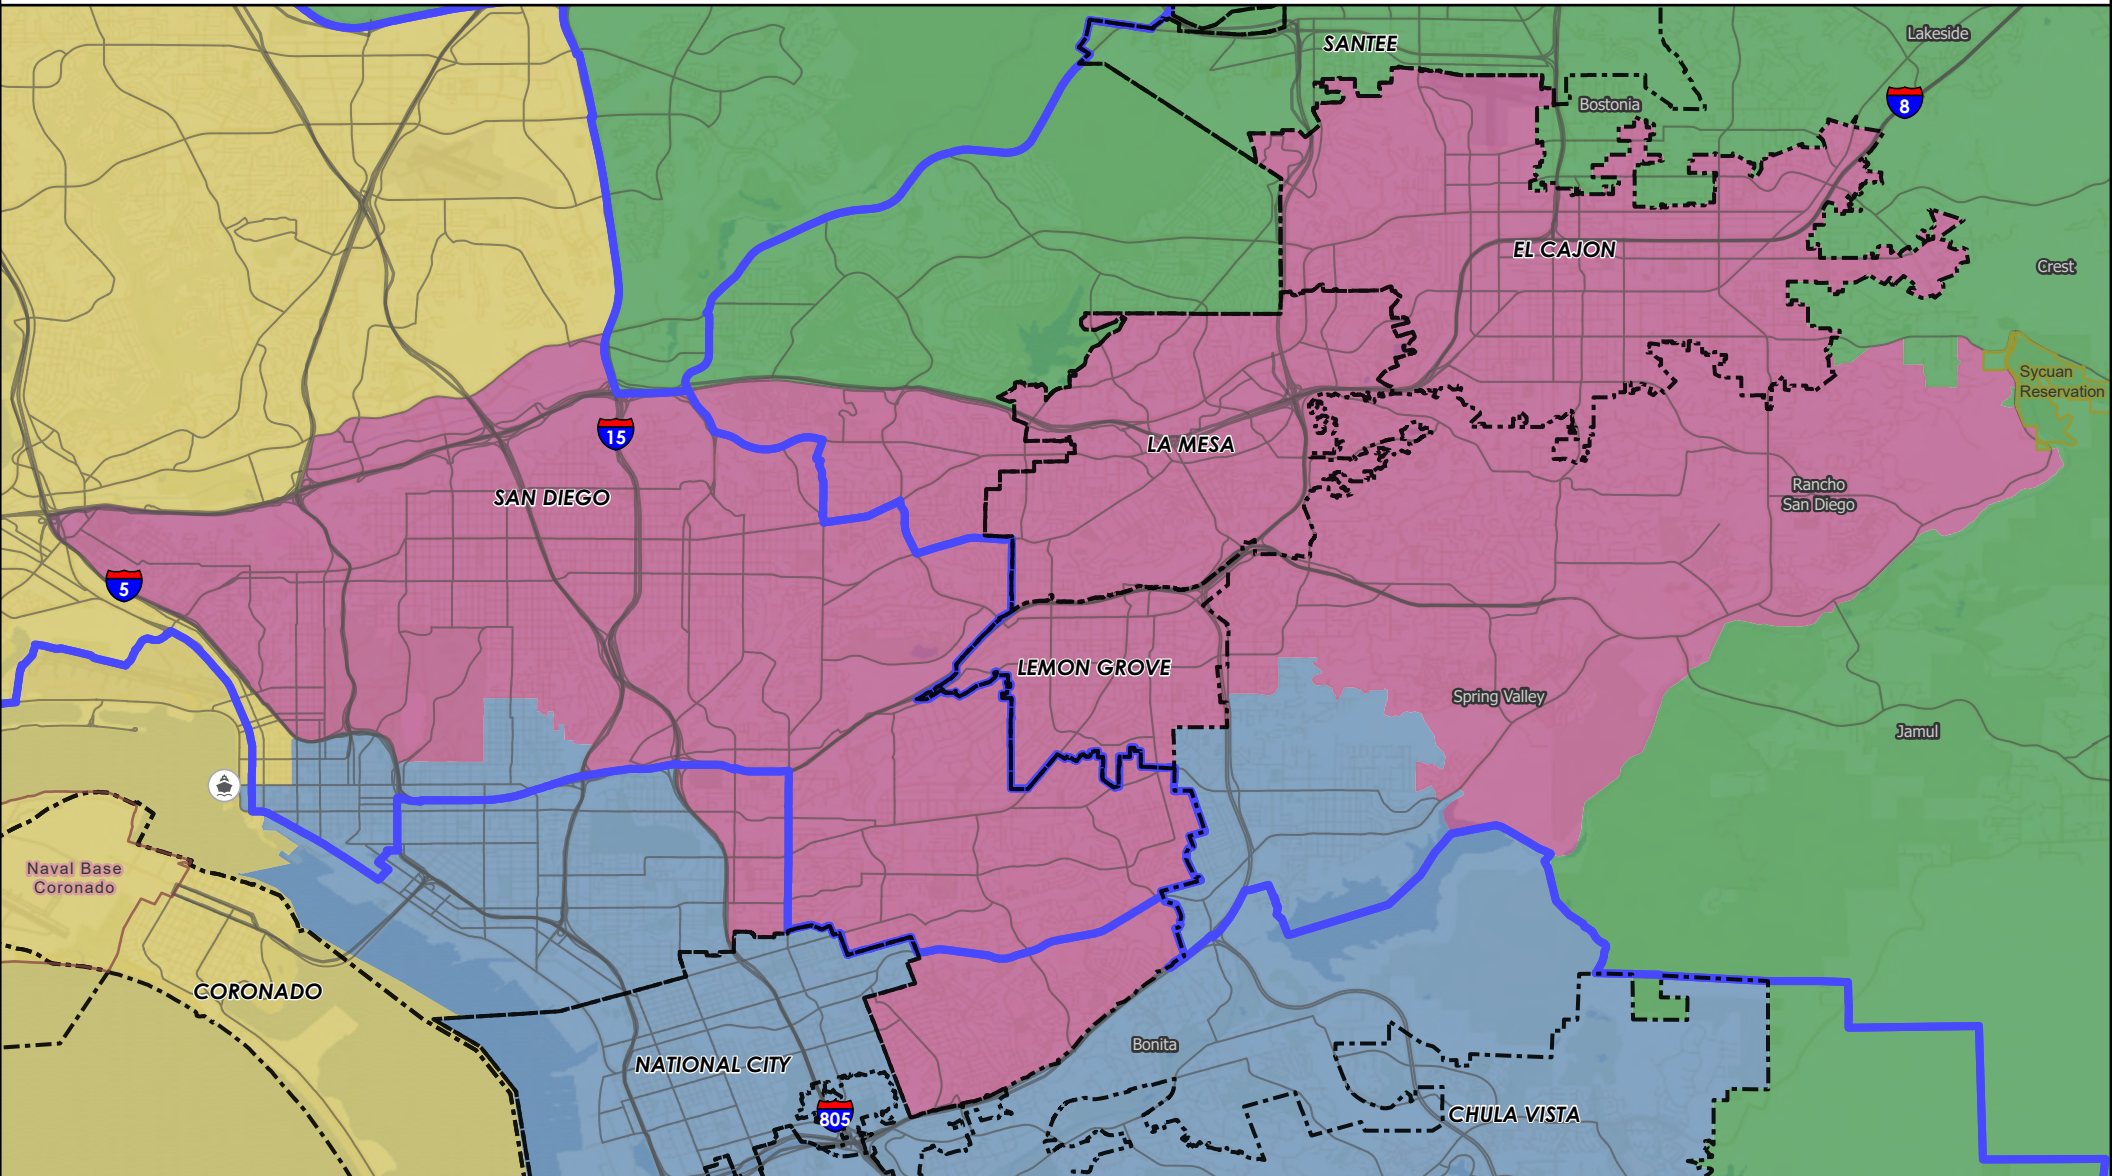 SANTEE
Lakeside
8
Bostonia
EL CAJON
Crest
Sycuan
Reservation
15
LA MESA
SAN DIEGO
Rancho
San Diego
5
LEMON GROVE
Spring Valley
Jamul
Naval Base
Coronado
CORONADO
Bonita
NATIONAL CITY
805
CHULA VISTA